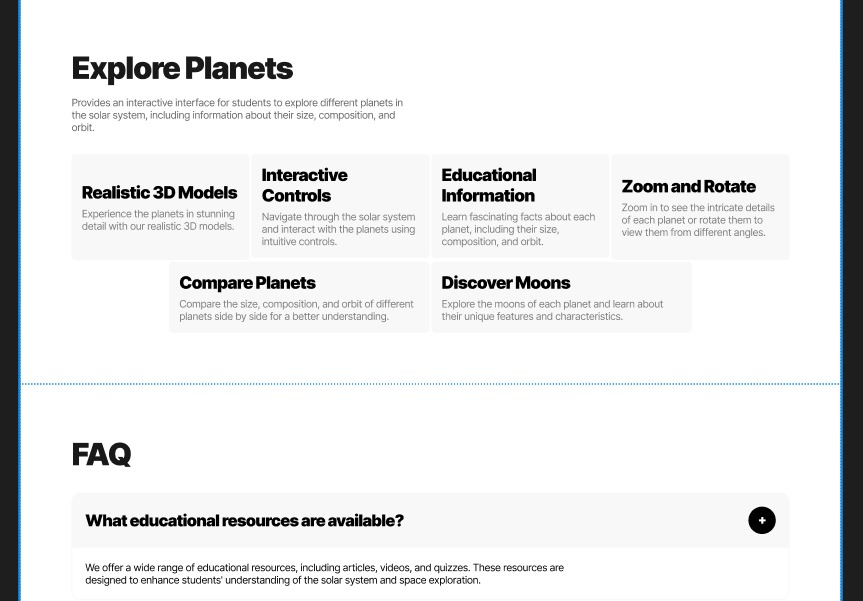 Explore Planets
Provides an interactive interface for students to explore different planets in
the solar system, including information about their size, composition, and
orbit.
Realistic 3D Models
Experience the planets in stunning
detail with our realistic 3D models.
Interactive
Controls
Navigate through the solar system
and interact with the planets using
intuitive controls.
Educational
Information
Learn fascinating facts about each
planet, including their size,
composition, and orbit.
Zoom and Rotate
Zoom in to see the intricate details
of each planet or rotate them to
view them from different angles.
Compare Planets
Compare the size, composition, and orbit of different
planets side by side for a better understanding.
Discover Moons
Explore the moons of each planet and learn about
their unique features and characteristics.
FAQ
What educational resources are available?
+
We offer a wide range of educational resources, including articles, videos, and quizzes. These resources are
designed to enhance students' understanding of the solar system and space exploration.